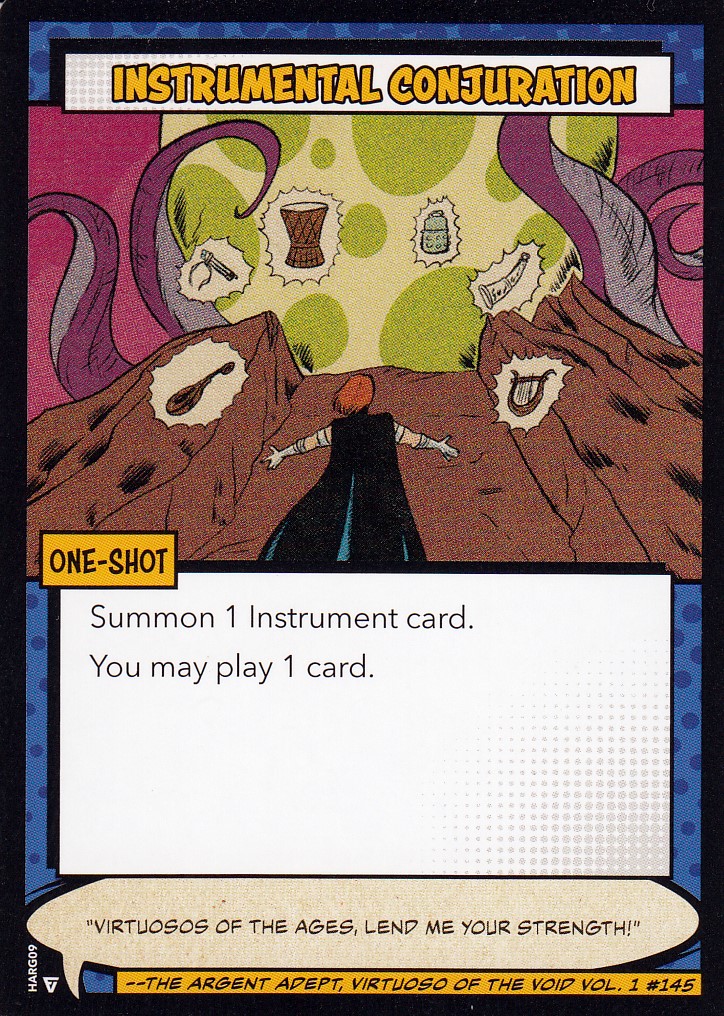 INSTRUMENTAL CONJURATION
ONE-SHOT
Summon 1 Instrument card.
You may play 1 card.
"VIRTUOSOS OF THE AGES, LEND ME YOUR STRENGTH!"
--THE ARGENT ADEPT, VIRTUOSO OF THE VOID VOL. 1 #145
HARG09